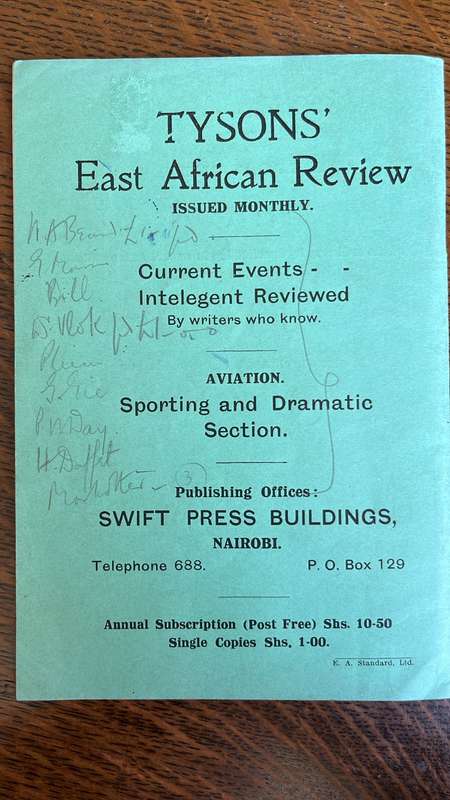 TYSONS'
East African Review
ISSUED MONTHLY.
Current Events - -
Intelegent Reviewed
By writers who know.
Bill
AVIATION.
Sporting and Dramatic
Section.
P Day
H. Duffet
Publishing Offices:
SWIFT PRESS BUILDINGS,
NAIROBI.
Telephone 688. P. O. Box 129
Annual Subscription (Post Free) Shs. 10-50
Single Copies Shs, 1-00.
E. A. Standard, Ltd.